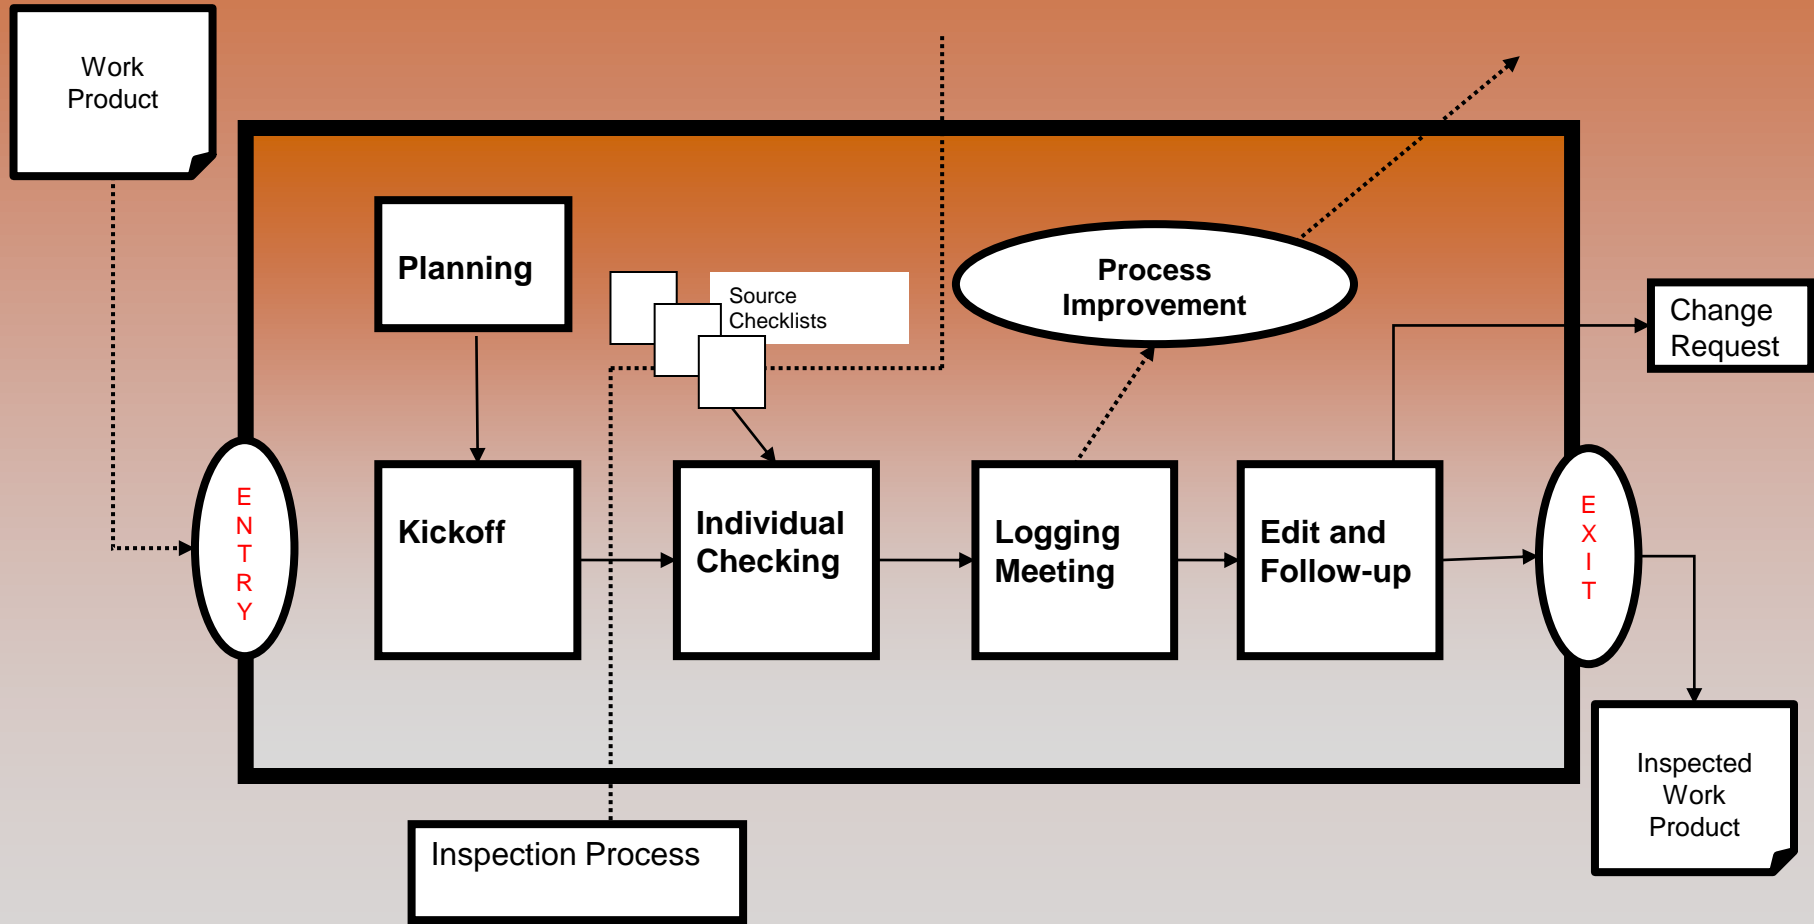 Work
Product
Planning
Source
Checklists
Process
Improvement
Change
Request
E
N
T
R
Y
Kickoff
Individual
Checking
Logging
Meeting
Edit and
Follow-up
E
X
I
T
Inspected
Work
Product
Inspection Process